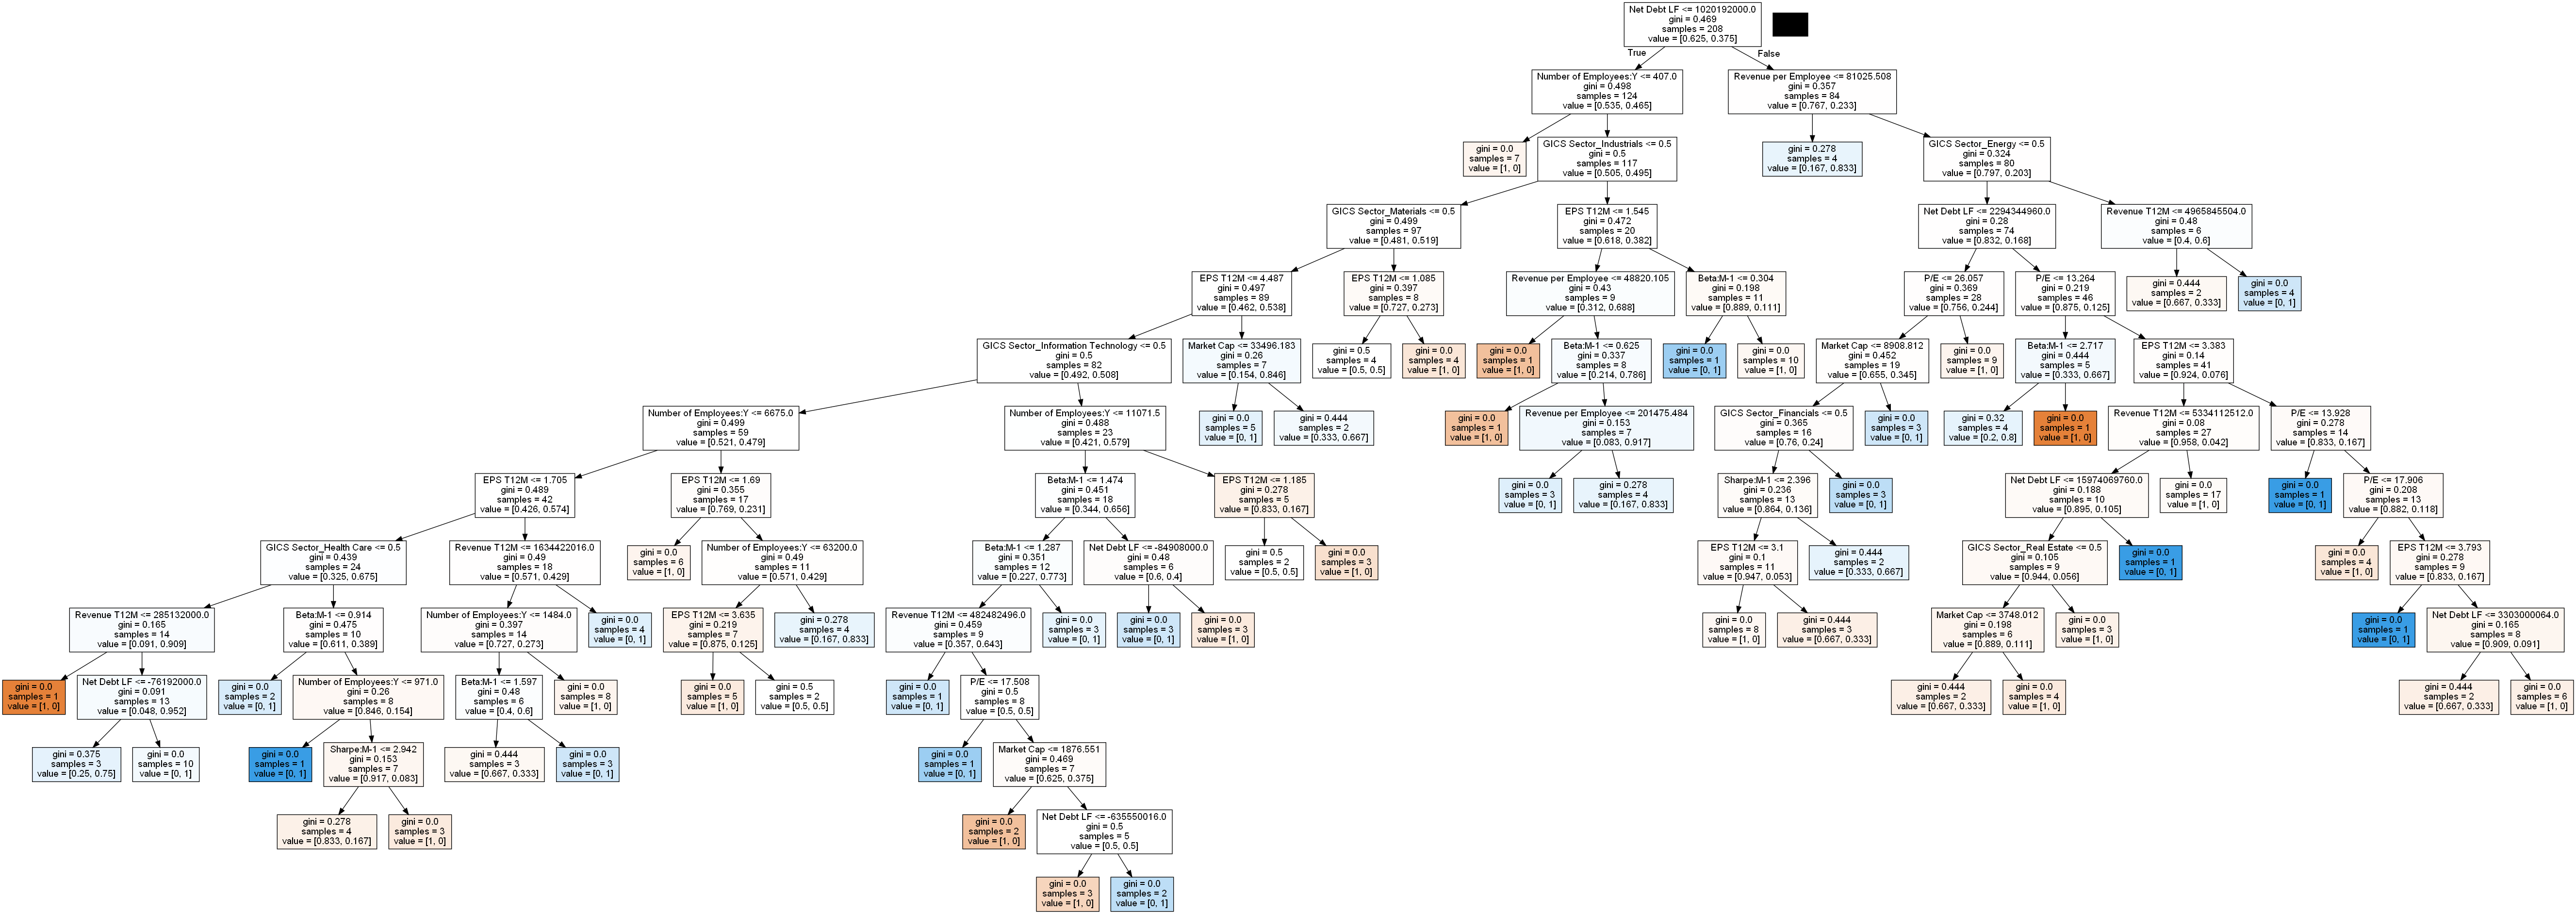 Net Debt LF <= 1020192000.0
gini = 0.469
samples = 208
value = [0.625, 0.375]
True
False
Number of Employees:Y <= 407.0
gini = 0.498
samples = 124
value = [0.535, 0.465]
Revenue per Employee <= 81025.508
gini = 0.357
samples = 84
value = [0.767, 0.233]
gini = 0.0
samples = 7
value = [1, 0]
GICS Sector_Industrials <= 0.5
gini = 0.5
samples = 117
value = [0.505, 0.495]
gini = 0.278
samples = 4
value = [0.167, 0.833]
GICS Sector_Energy <= 0.5
gini = 0.324
samples = 80
value = [0.797, 0.203]
GICS Sector_Materials <= 0.5
gini = 0.499
samples = 97
value = [0.481, 0.519]
EPS T12M <= 1.545
gini = 0.472
samples = 20
value = [0.618, 0.382]
Net Debt LF <= 2294344960.0
gini = 0.28
samples = 74
value = [0.832, 0.168]
Revenue T12M <= 4965845504.0
gini = 0.48
samples = 6
value = [0.4, 0.6]
EPS T12M <= 4.487
gini = 0.497
samples = 89
value = [0.462, 0.538]
EPS T12M <= 1.085
gini = 0.397
samples = 8
value = [0.727, 0.273]
Revenue per Employee <= 48820.105
gini = 0.43
samples = 9
value = [0.312, 0.688]
Beta:M-1 <= 0.304
gini = 0.198
samples = 11
value = [0.889, 0.111]
P/E <= 26.057
gini = 0.369
samples = 28
value = [0.756, 0.244]
P/E <= 13.264
gini = 0.219
samples = 46
value = [0.875, 0.125]
gini = 0.444
samples = 2
value = [0.667, 0.333]
gini = 0.0
samples = 4
value = [0, 1]
GICS Sector_Information Technology <= 0.5
gini = 0.5
samples = 82
value = [0.492, 0.508]
Market Cap <= 33496.183
gini = 0.26
samples = 7
value = [0.154, 0.846]
gini = 0.5
samples = 4
value = [0.5, 0.5]
gini = 0.0
samples = 4
value = [1, 0]
gini = 0.0
samples = 1
value = [1, 0]
Beta:M-1 <= 0.625
gini = 0.337
samples = 8
value = [0.214, 0.786]
gini = 0.0
samples = 1
value = [0, 1]
gini = 0.0
samples = 10
value = [1, 0]
Market Cap <= 8908.812
gini = 0.452
samples = 19
value = [0.655, 0.345]
gini = 0.0
samples = 9
value = [1, 0]
Beta:M-1 <= 2.717
gini = 0.444
samples = 5
value = [0.333, 0.667]
EPS T12M <= 3.383
gini = 0.14
samples = 41
value = [0.924, 0.076]
Number of Employees:Y <= 6675.0
gini = 0.499
samples = 59
value = [0.521, 0.479]
Number of Employees:Y <= 11071.5
gini = 0.488
samples = 23
value = [0.421, 0.579]
gini = 0.0
samples = 5
value = [0, 1]
gini = 0.444
samples = 2
value = [0.333, 0.667]
gini = 0.0
samples = 1
value = [1, 0]
Revenue per Employee <= 201475.484
gini = 0.153
samples = 7
value = [0.083, 0.917]
GICS Sector_Financials <= 0.5
gini = 0.365
samples = 16
value = [0.76, 0.24]
gini = 0.0
samples = 3
value = [0, 1]
gini = 0.32
samples = 4
value = [0.2, 0.8]
gini = 0.0
samples = 1
value = [1, 0]
Revenue T12M <= 5334112512.0
gini = 0.08
samples = 27
value = [0.958, 0.042]
P/E <= 13.928
gini = 0.278
samples = 14
value = [0.833, 0.167]
EPS T12M <= 1.705
gini = 0.489
samples = 42
value = [0.426, 0.574]
EPS T12M <= 1.69
gini = 0.355
samples = 17
value = [0.769, 0.231]
Beta:M-1 <= 1.474
gini = 0.451
samples = 18
value = [0.344, 0.656]
EPS T12M <= 1.185
gini = 0.278
samples = 5
value = [0.833, 0.167]
gini = 0.0
samples = 3
value = [0, 1]
gini = 0.278
samples = 4
value = [0.167, 0.833]
Sharpe:M-1 <= 2.396
gini = 0.236
samples = 13
value = [0.864, 0.136]
gini = 0.0
samples = 3
value = [0, 1]
Net Debt LF <= 15974069760.0
gini = 0.188
samples = 10
value = [0.895, 0.105]
gini = 0.0
samples = 17
value = [1, 0]
gini = 0.0
samples = 1
value = [0, 1]
P/E <= 17.906
gini = 0.208
samples = 13
value = [0.882, 0.118]
GICS Sector_Health Care <= 0.5
gini = 0.439
samples = 24
value = [0.325, 0.675]
Revenue T12M <= 1634422016.0
gini = 0.49
samples = 18
value = [0.571, 0.429]
gini = 0.0
samples = 6
value = [1, 0]
Number of Employees:Y <= 63200.0
gini = 0.49
samples = 11
value = [0.571, 0.429]
Beta:M-1 <= 1.287
gini = 0.351
samples = 12
value = [0.227, 0.773]
Net Debt LF <= -84908000.0
gini = 0.48
samples = 6
value = [0.6, 0.4]
gini = 0.5
samples = 2
value = [0.5, 0.5]
gini = 0.0
samples = 3
value = [1, 0]
EPS T12M <= 3.1
gini = 0.1
samples = 11
value = [0.947, 0.053]
gini = 0.444
samples = 2
value = [0.333, 0.667]
GICS Sector_Real Estate <= 0.5
gini = 0.105
samples = 9
value = [0.944, 0.056]
gini = 0.0
samples = 1
value = [0, 1]
gini = 0.0
samples = 4
value = [1, 0]
EPS T12M <= 3.793
gini = 0.278
samples = 9
value = [0.833, 0.167]
Revenue T12M <= 285132000.0
gini = 0.165
samples = 14
value = [0.091, 0.909]
Beta:M-1 <= 0.914
gini = 0.475
samples = 10
value = [0.611, 0.389]
Number of Employees:Y <= 1484.0
gini = 0.397
samples = 14
value = [0.727, 0.273]
gini = 0.0
samples = 4
value = [0, 1]
EPS T12M <= 3.635
gini = 0.219
samples = 7
value = [0.875, 0.125]
gini = 0.278
samples = 4
value = [0.167, 0.833]
Revenue T12M <= 482482496.0
gini = 0.459
samples = 9
value = [0.357, 0.643]
gini = 0.0
samples = 3
value = [0, 1]
gini = 0.0
samples = 3
value = [0, 1]
gini = 0.0
samples = 3
value = [1, 0]
gini = 0.0
samples = 8
value = [1, 0]
gini = 0.444
samples = 3
value = [0.667, 0.333]
Market Cap <= 3748.012
gini = 0.198
samples = 6
value = [0.889, 0.111]
gini = 0.0
samples = 3
value = [1, 0]
gini = 0.0
samples = 1
value = [0, 1]
Net Debt LF <= 3303000064.0
gini = 0.165
samples = 8
value = [0.909, 0.091]
gini = 0.0
samples = 1
value = [1, 0]
Net Debt LF <= -76192000.0
gini = 0.091
samples = 13
value = [0.048, 0.952]
gini = 0.0
samples = 2
value = [0, 1]
Number of Employees:Y <= 971.0
gini = 0.26
samples = 8
value = [0.846, 0.154]
Beta:M-1 <= 1.597
gini = 0.48
samples = 6
value = [0.4, 0.6]
gini = 0.0
samples = 8
value = [1, 0]
gini = 0.0
samples = 5
value = [1, 0]
gini = 0.5
samples = 2
value = [0.5, 0.5]
gini = 0.0
samples = 1
value = [0, 1]
P/E <= 17.508
gini = 0.5
samples = 8
value = [0.5, 0.5]
gini = 0.444
samples = 2
value = [0.667, 0.333]
gini = 0.0
samples = 4
value = [1, 0]
gini = 0.444
samples = 2
value = [0.667, 0.333]
gini = 0.0
samples = 6
value = [1, 0]
gini = 0.375
samples = 3
value = [0.25, 0.75]
gini = 0.0
samples = 10
value = [0, 1]
gini = 0.0
samples = 1
value = [0, 1]
Sharpe:M-1 <= 2.942
gini = 0.153
samples = 7
value = [0.917, 0.083]
gini = 0.444
samples = 3
value = [0.667, 0.333]
gini = 0.0
samples = 3
value = [0, 1]
gini = 0.0
samples = 1
value = [0, 1]
Market Cap <= 1876.551
gini = 0.469
samples = 7
value = [0.625, 0.375]
gini = 0.278
samples = 4
value = [0.833, 0.167]
gini = 0.0
samples = 3
value = [1, 0]
gini = 0.0
samples = 2
value = [1, 0]
Net Debt LF <= -635550016.0
gini = 0.5
samples = 5
value = [0.5, 0.5]
gini = 0.0
samples = 3
value = [1, 0]
gini = 0.0
samples = 2
value = [0, 1]